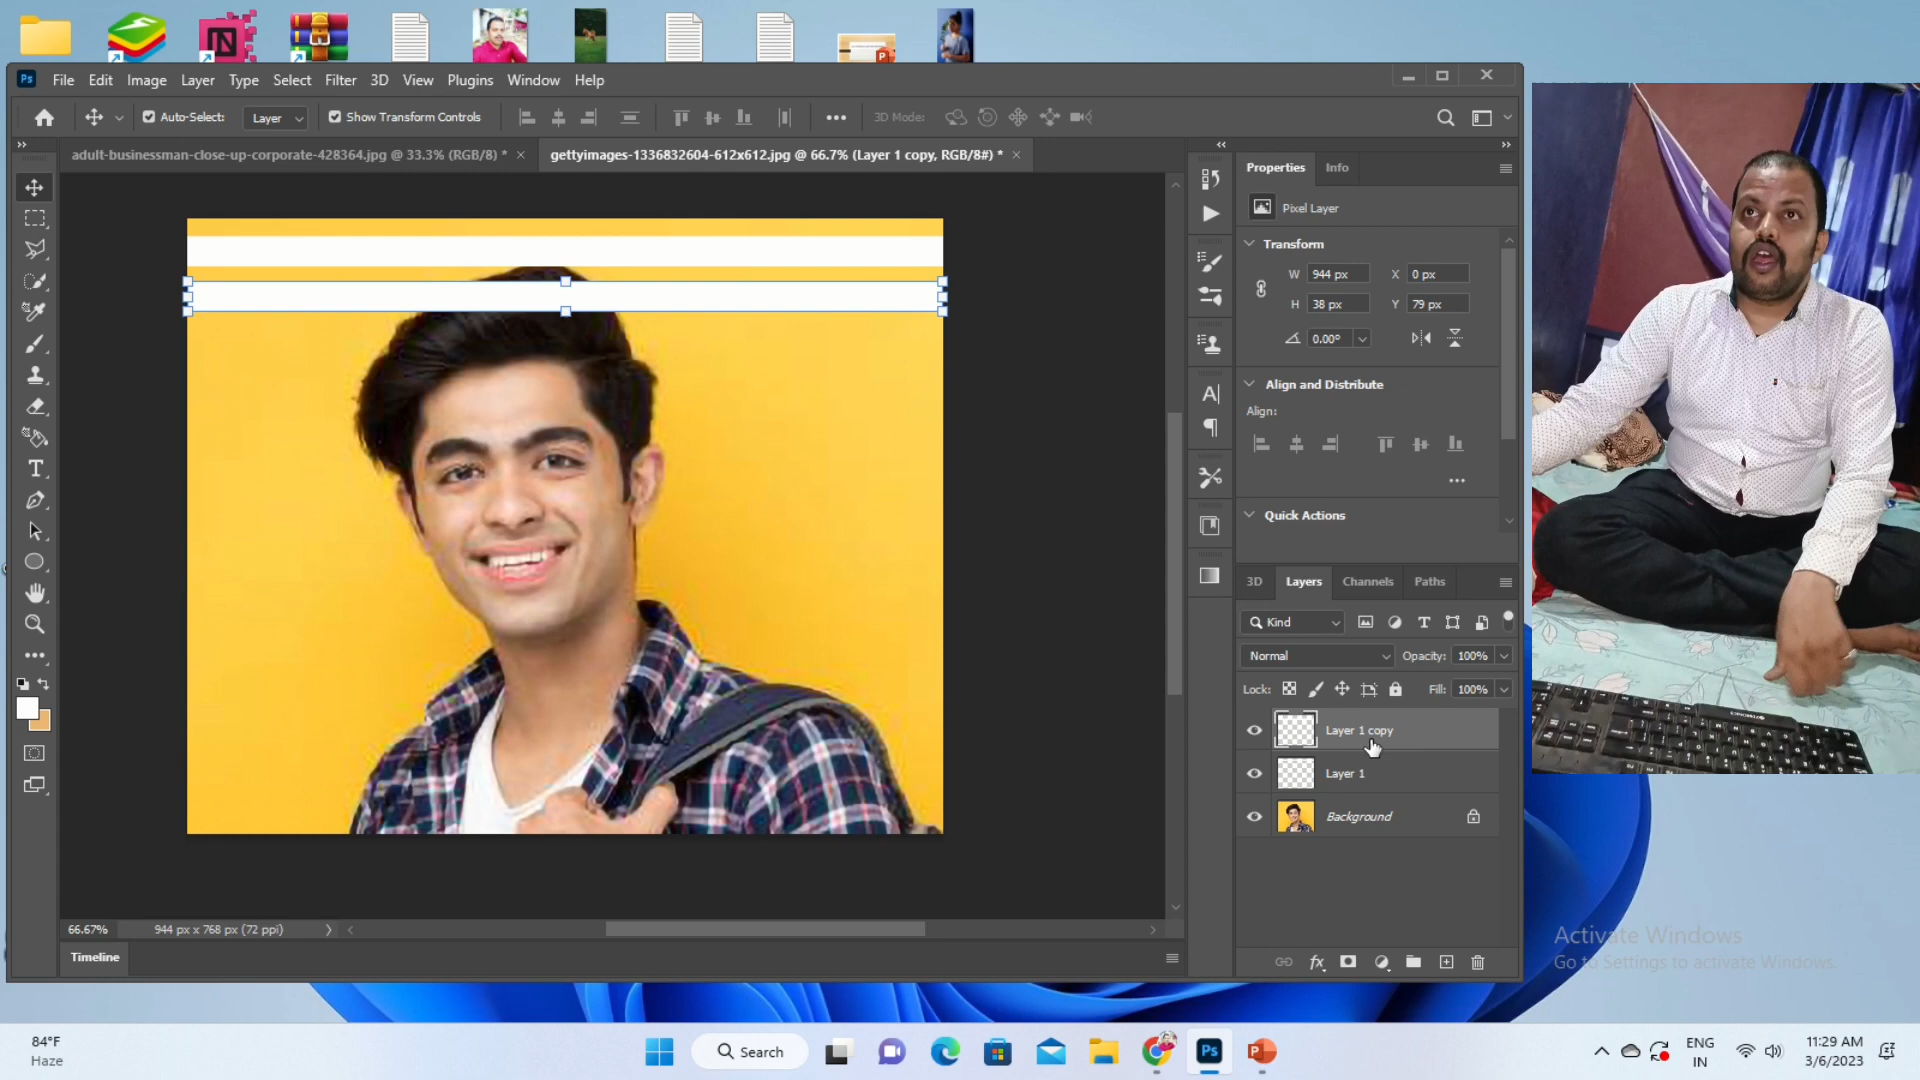 Ps File Edit Image Layer Type Select Filter 3D View Plugins Window Help
Auto-Select: Layer Show Transform Controls 3D Mode:
adult-businessman-close-up-corporate-428364.jpg @ 33.3% (RGB/8) * gettyimages-1336832604-612x612.jpg @ 66.7% (Layer 1 copy, RGB/8#) *
Properties Info
Pixel Layer
Transform
W 944 px X 0 px
H 38 px Y 79 px
0.00°
Align and Distribute
Align:
Quick Actions
3D Layers Channels Paths
Kind
Normal Opacity: 100%
Lock: Fill: 100%
Layer 1 copy
Layer 1
Background
66.67% 944 px x 768 px (72 ppi)
Timeline
Activate Windows
Go to Settings to activate Windows.
84°F
Haze
Search
Ps
ENG
IN
11:29 AM
3/6/2023